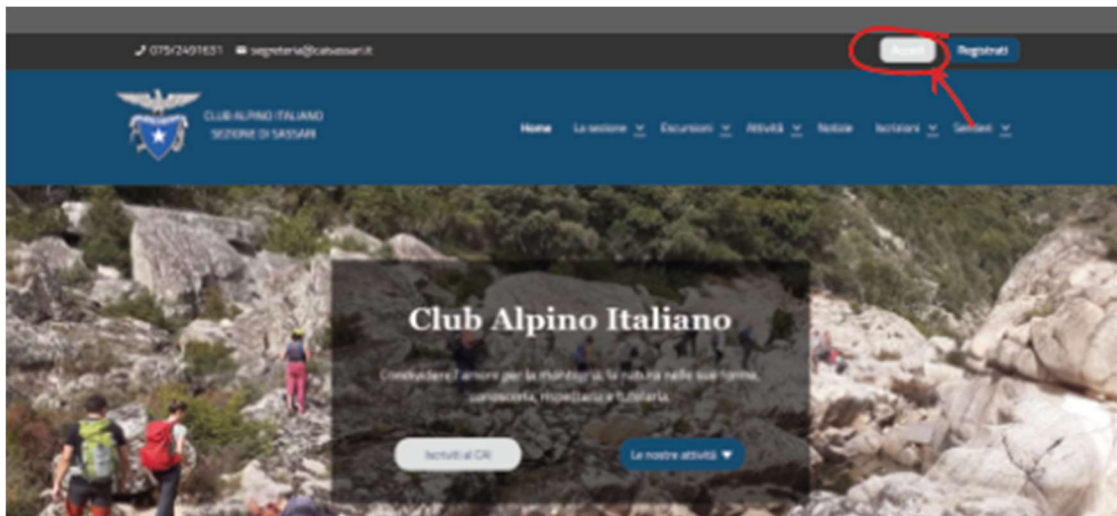 segreteria@caisassari.it
Accedi
Registrati
CLUB ALPINO ITALIANO
SEZIONE DI SASSARI
Home La sezione Escursioni Attività Notizie Iscrizioni Sentieri
Club Alpino Italiano
Condividere l'amore per la montagna, la natura nelle sue forme,
conoscerla, rispettarla e tutelarla.
Iscriviti al CAI
Le nostre attività